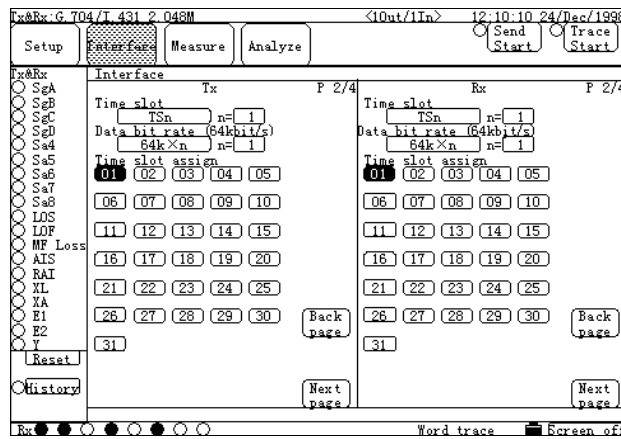 Tx&Rx:G.704/I.431 2.048M <1Out/1In> 12:10:10 24/Dec/1998
Setup Interface Measure Analyze Send Start Trace Start
Tx&Rx
SgA
SgB
SgC
SgD
Sa4
Sa5
Sa6
Sa7
Sa8
LOS
LOF
MF Loss
AIS
RAI
XL
XA
E1
E2
Y
Reset
History
Interface
Tx P 2/4
Time slot
TSn n= 1
Data bit rate (64kbit/s)
64k×n n= 1
Time slot assign
01 02 03 04 05
06 07 08 09 10
11 12 13 14 15
16 17 18 19 20
21 22 23 24 25
26 27 28 29 30
31
Back page
Next page
Rx P 2/4
Time slot
TSn n= 1
Data bit rate (64kbit/s)
64k×n n= 1
Time slot assign
01 02 03 04 05
06 07 08 09 10
11 12 13 14 15
16 17 18 19 20
21 22 23 24 25
26 27 28 29 30
31
Back page
Next page
Rx Word trace Screen of